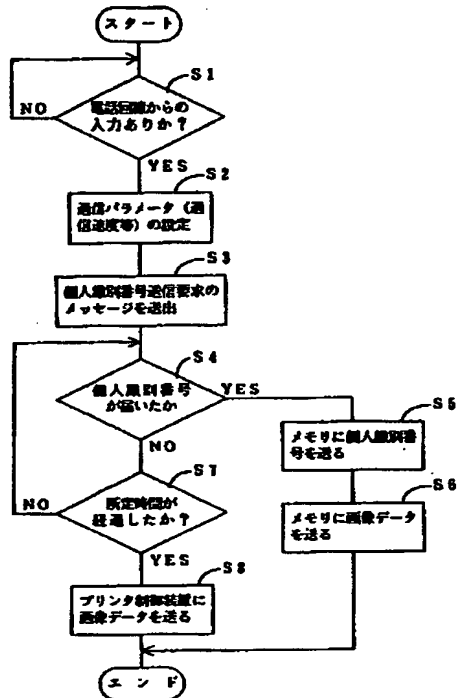 スタート
S1
電話回線からの
入力ありか?
NO
YES
S2
通信パラメータ(通
信速度等)の設定
S3
個人識別番号送信要求の
メッセージを送出
S4
個人識別番号
が届いたか
YES
NO
S5
メモリに個人識別番
号を送る
S6
メモリに画像データ
を送る
S7
所定時間が
経過したか?
NO
YES
S8
プリンタ制御装置に
画像データを送る
エンド